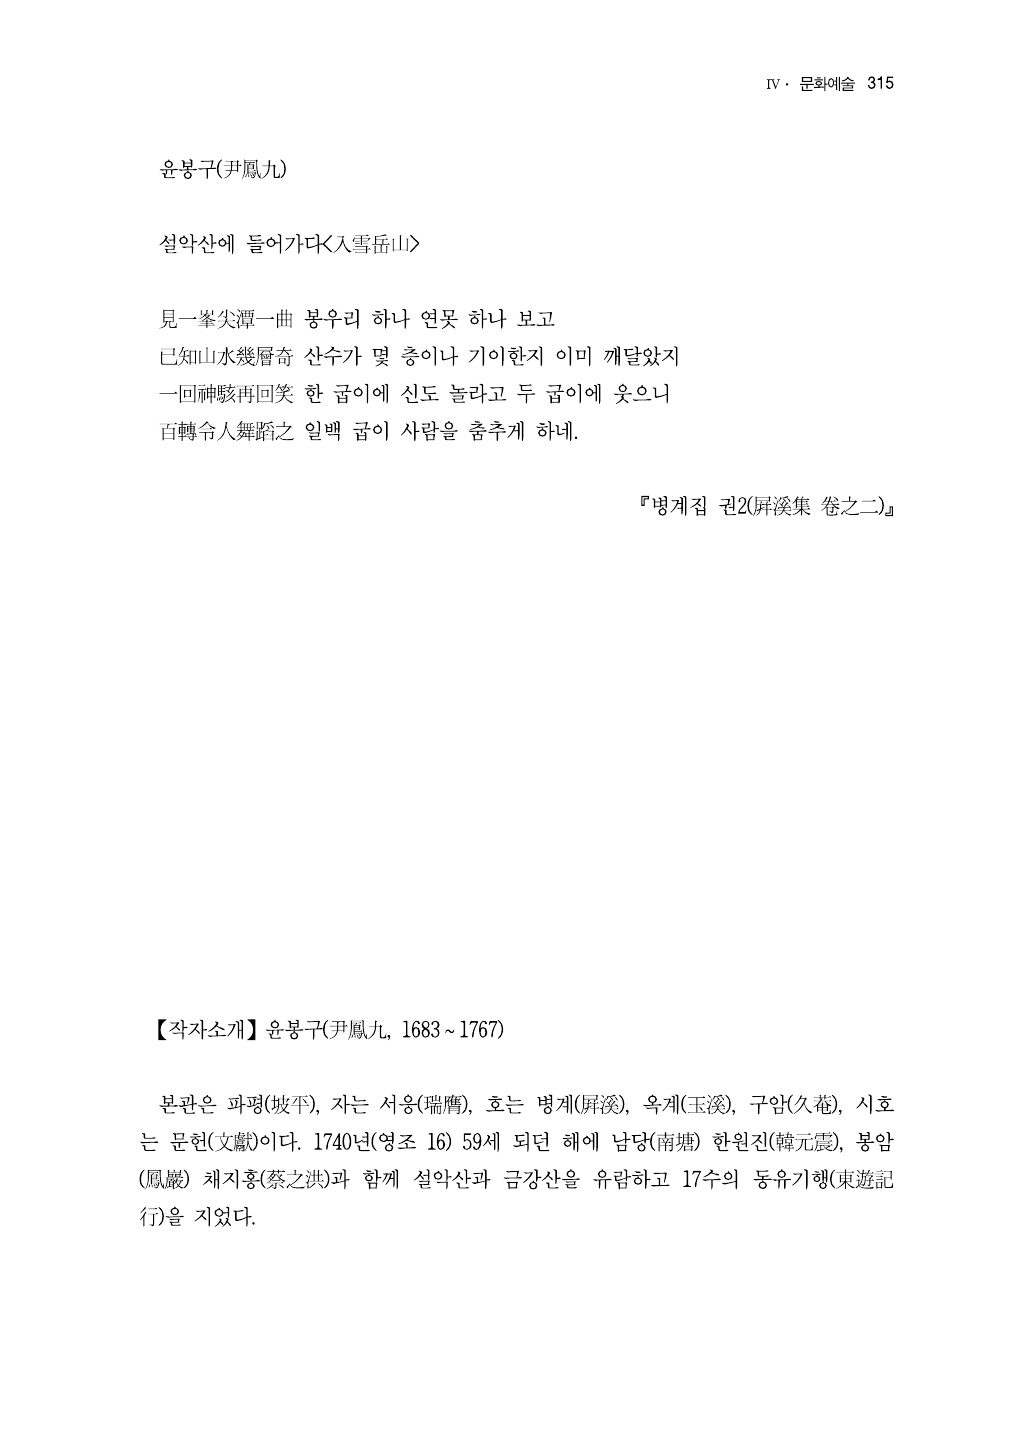 Ⅳ· 문화예술 315
윤봉구(尹鳳九)
설악산에 들어가다<入雪岳山>
見一峯尖潭一曲 봉우리 하나 연못 하나 보고
已知山水幾層奇 산수가 몇 층이나 기이한지 이미 깨달았지
一回神駭再回笑 한 굽이에 신도 놀라고 두 굽이에 웃으니
百轉令人舞蹈之 일백 굽이 사람을 춤추게 하네.
『병계집 권2(屛溪集 卷之二)』
【작자소개】 윤봉구(尹鳳九, 1683~1767)
본관은 파평(坡平), 자는 서응(瑞膺), 호는 병계(屛溪), 옥계(玉溪), 구암(久菴), 시호
는 문헌(文獻)이다. 1740년(영조 16) 59세 되던 해에 남당(南塘) 한원진(韓元震), 봉암
(鳳巖) 채지홍(蔡之洪)과 함께 설악산과 금강산을 유람하고 17수의 동유기행(東遊記
行)을 지었다.